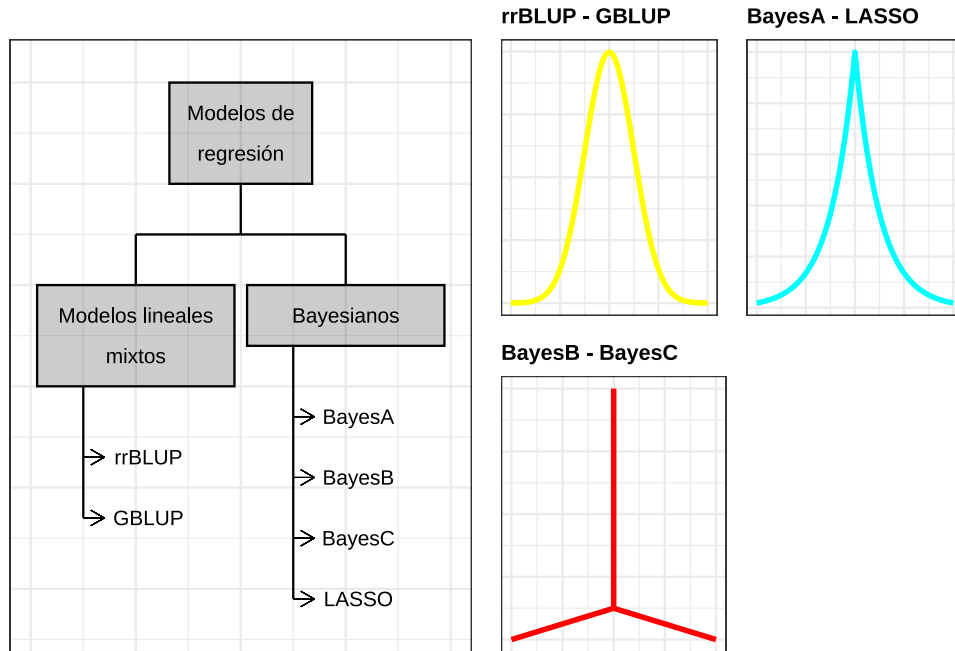 Modelos de
regresión
Modelos lineales
mixtos
rrBLUP
GBLUP
Bayesianos
BayesA
BayesB
BayesC
LASSO
rrBLUP - GBLUP
BayesA - LASSO
BayesB - BayesC